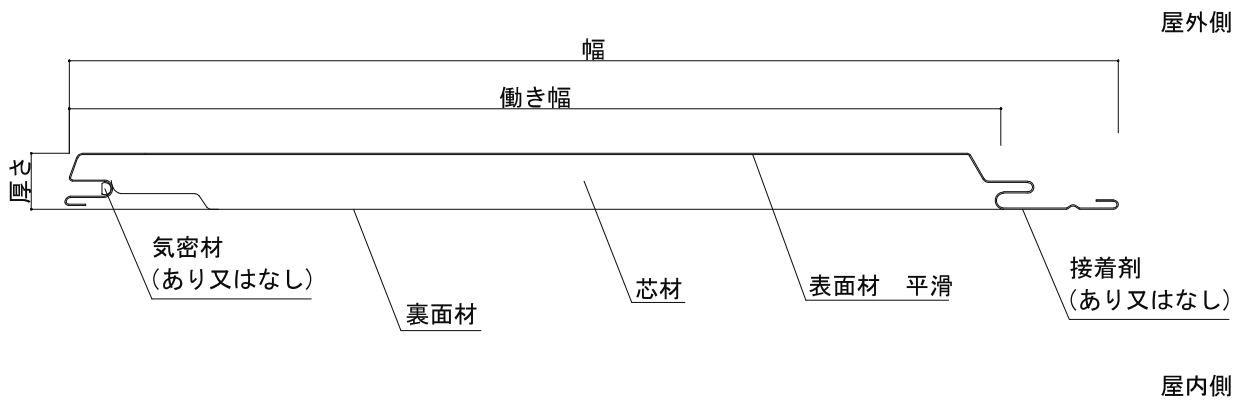 屋外側
幅
働き幅
厚さ
気密材
(あり又はなし)
裏面材
芯材
表面材　平滑
接着剤
(あり又はなし)
屋内側